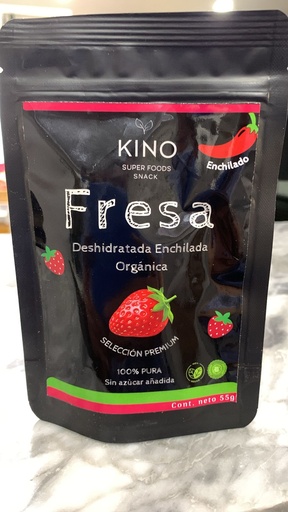 KINO
SUPER FOODS
SNACK
Enchilado
Fresa
Deshidratada Enchilada
Orgánica
SELECCIÓN PREMIUM
100% PURA
Sin azúcar añadida
Cont. neto 55g